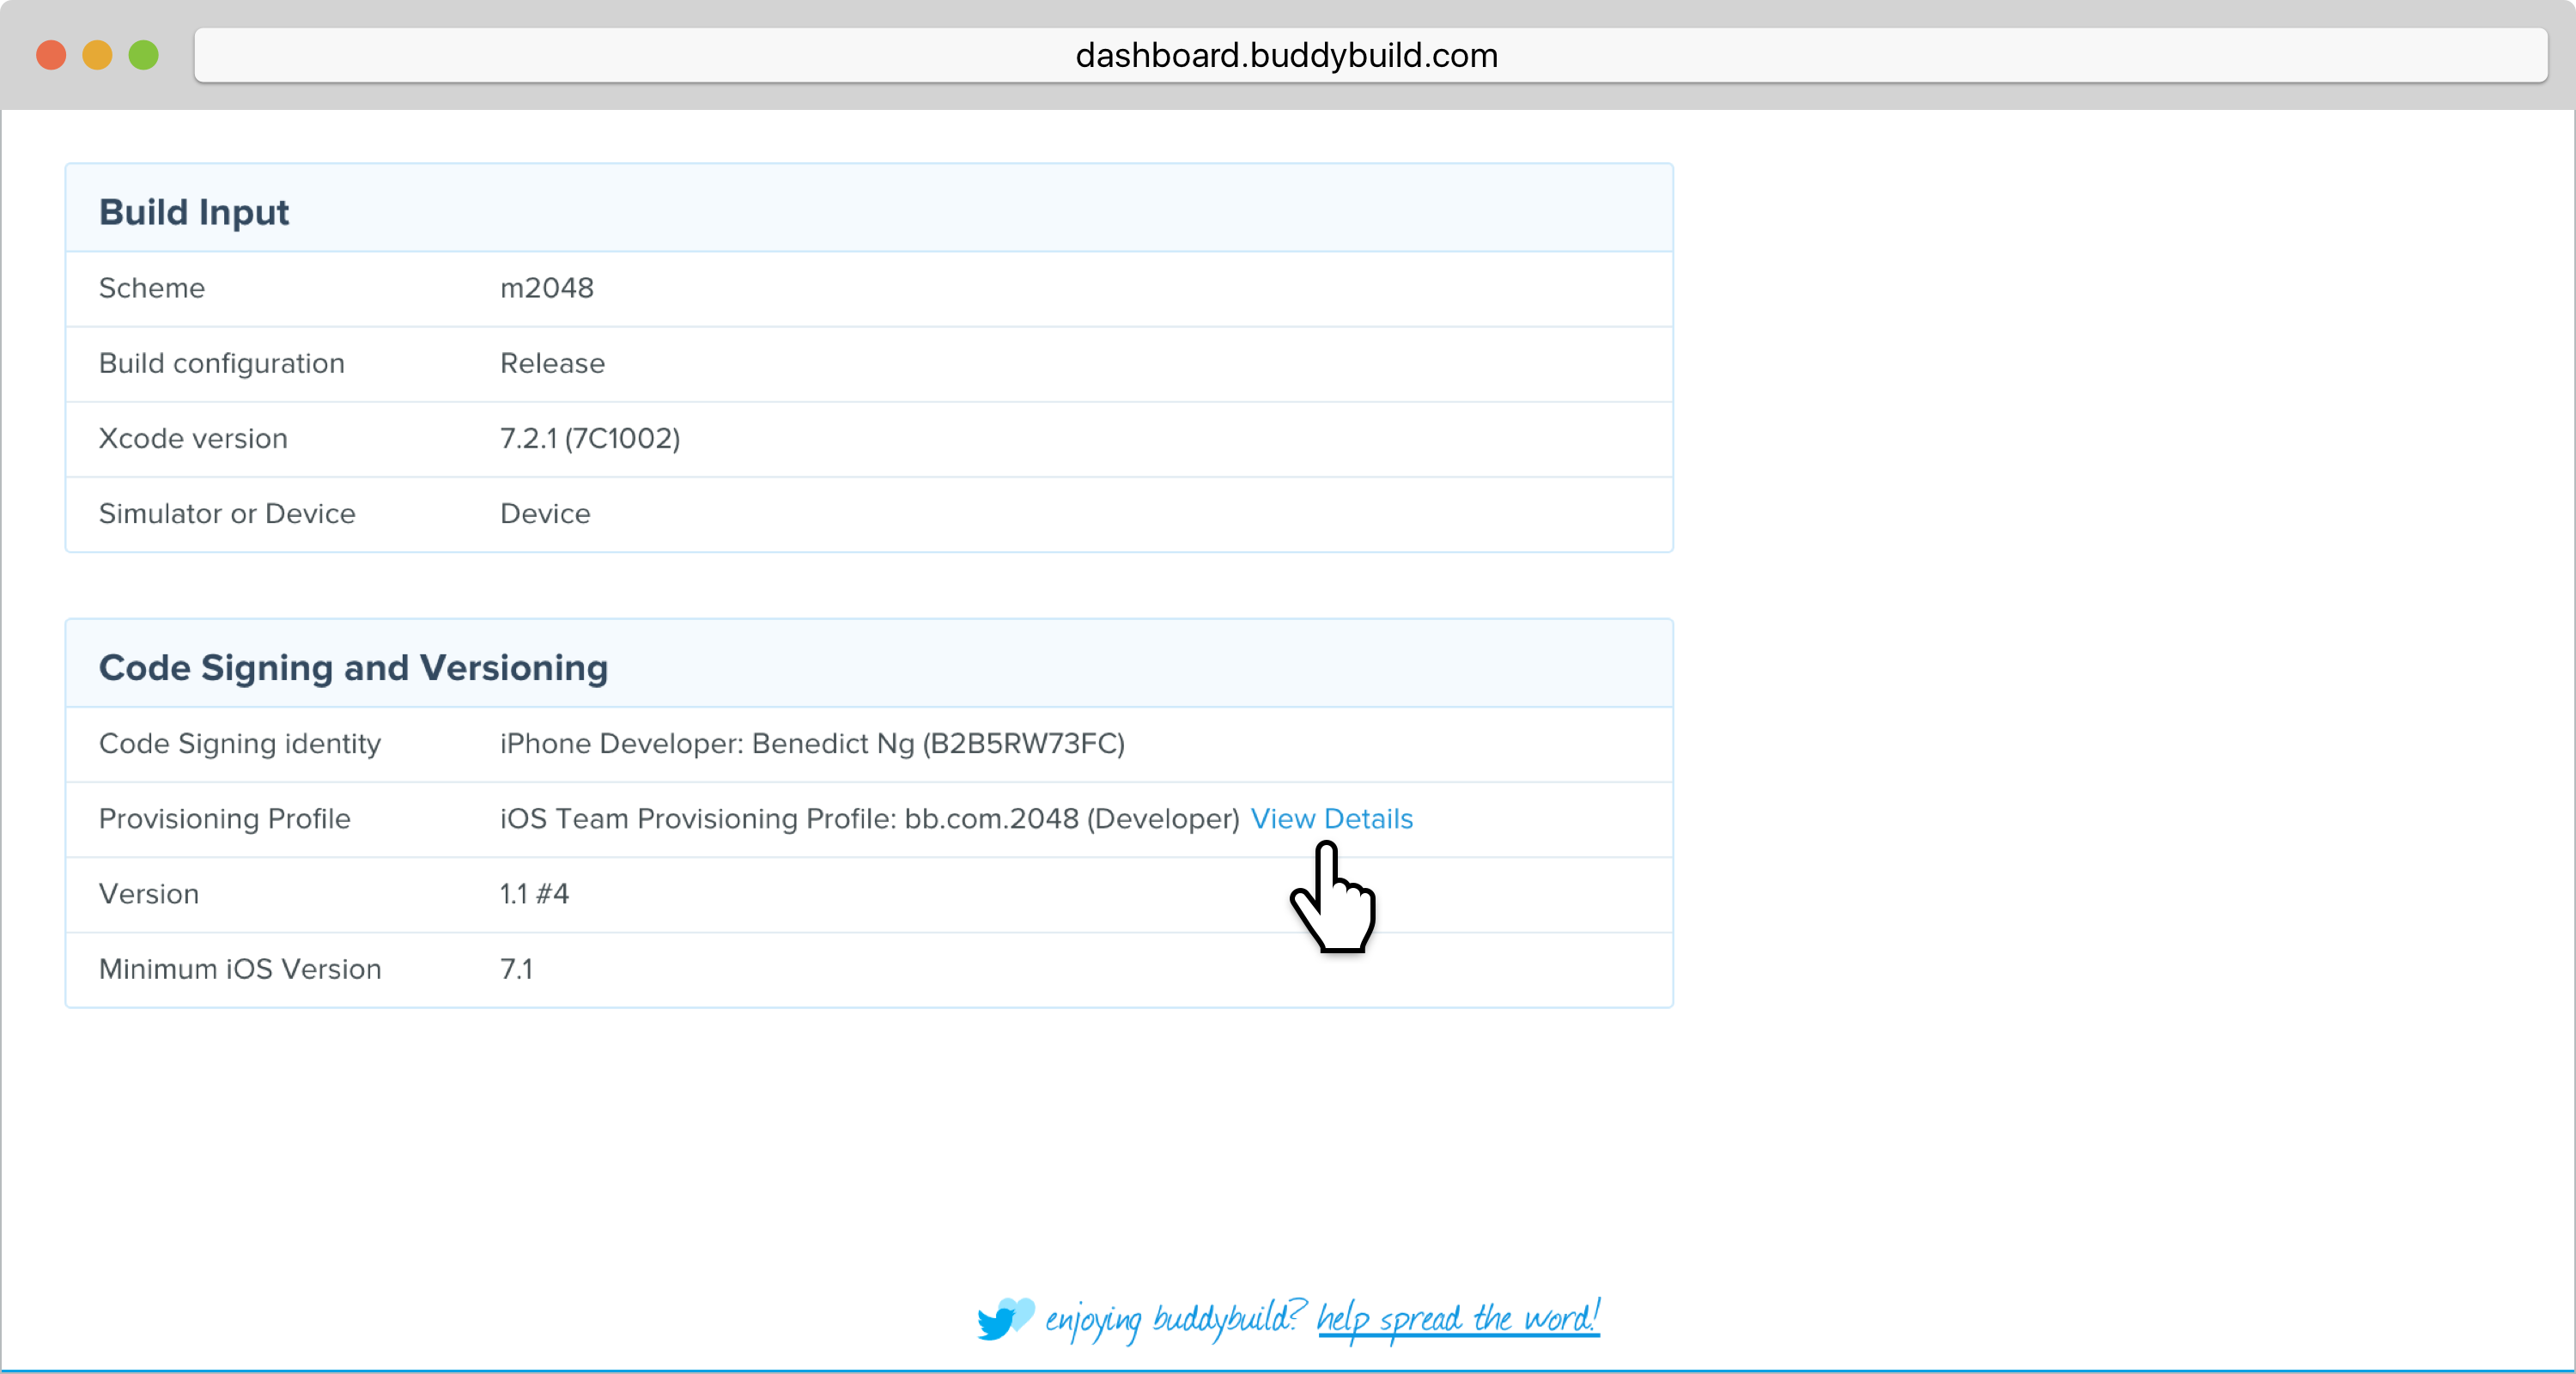 dashboard.buddybuild.com
Build Input
Scheme m2048
Build configuration Release
Xcode version 7.2.1 (7C1002)
Simulator or Device Device
Code Signing and Versioning
Code Signing identity iPhone Developer: Benedict Ng (B2B5RW73FC)
Provisioning Profile iOS Team Provisioning Profile: bb.com.2048 (Developer) View Details
Version 1.1 #4
Minimum iOS Version 7.1
enjoying buddybuild? help spread the word!